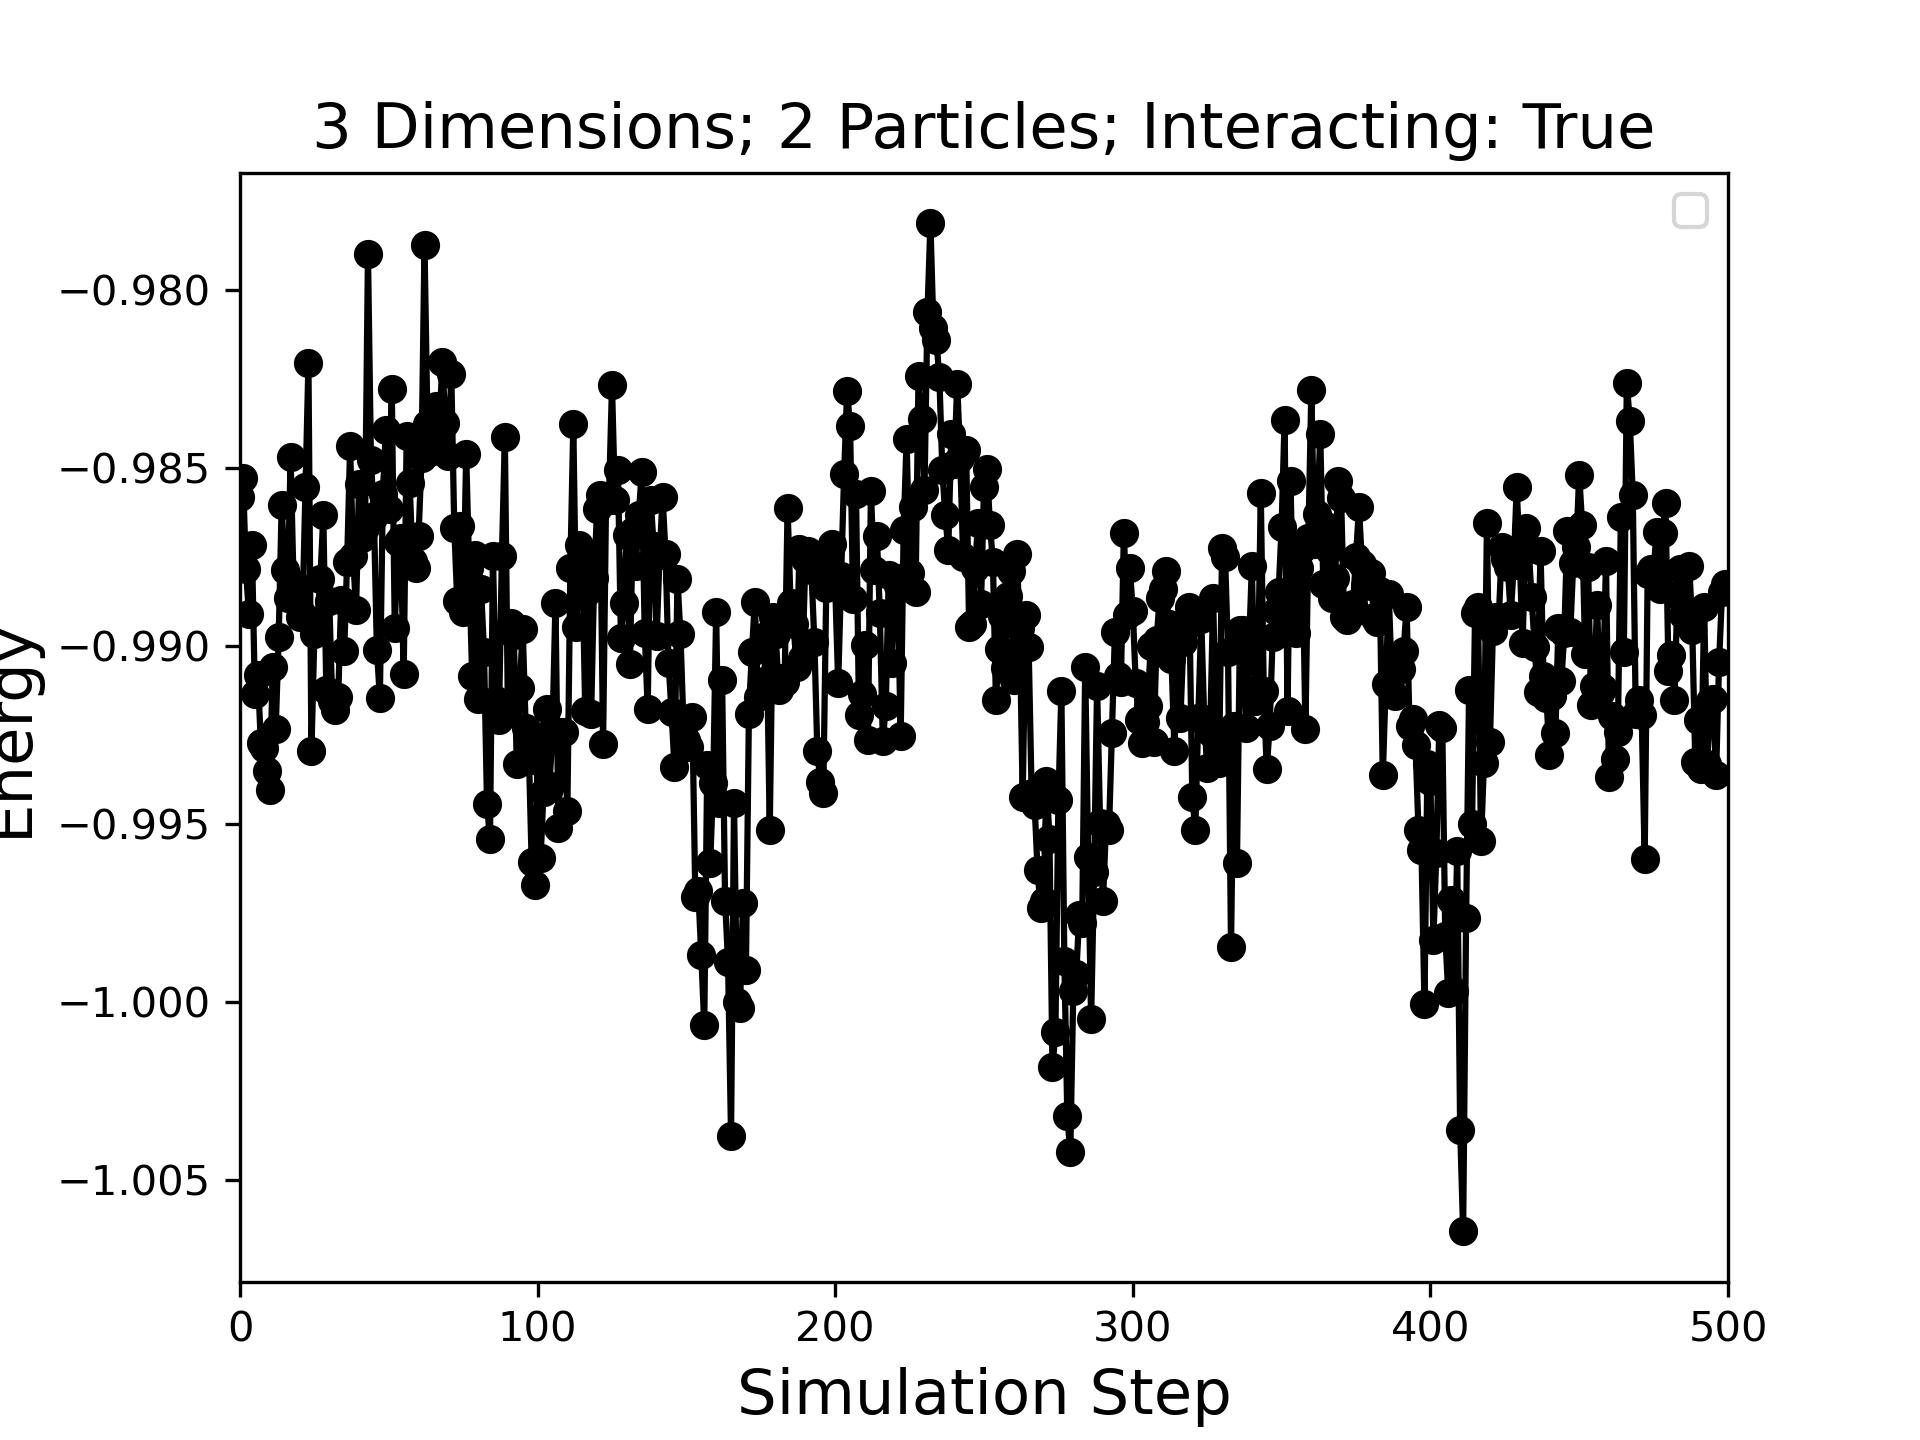 3 Dimensions; 2 Particles; Interacting: True
Energy
−0.980
−0.985
−0.990
−0.995
−1.000
−1.005
0 100 200 300 400 500
Simulation Step